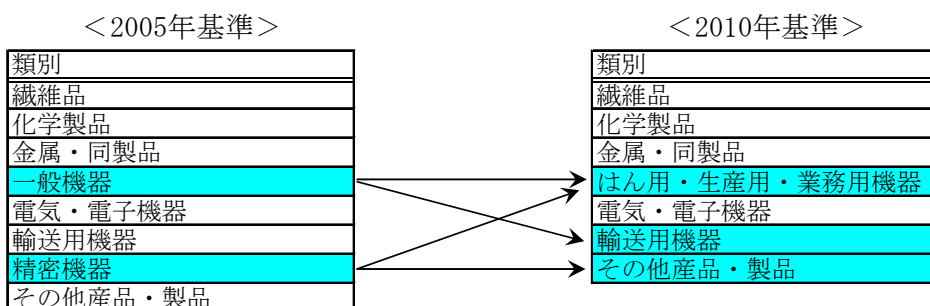 ＜2005年基準＞
類別
繊維品
化学製品
金属・同製品
一般機器
電気・電子機器
輸送用機器
精密機器
その他産品・製品
＜2010年基準＞
類別
繊維品
化学製品
金属・同製品
はん用・生産用・業務用機器
電気・電子機器
輸送用機器
その他産品・製品